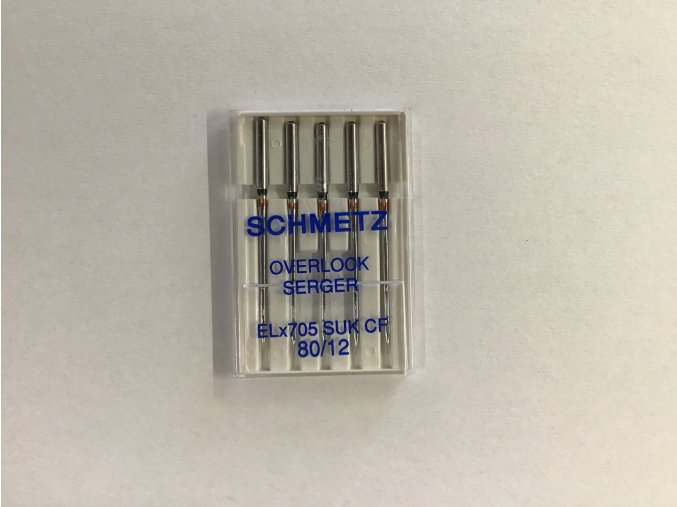 SCHMETZ
OVERLOCK
SERGER
ELx705 SUK CF
80/12